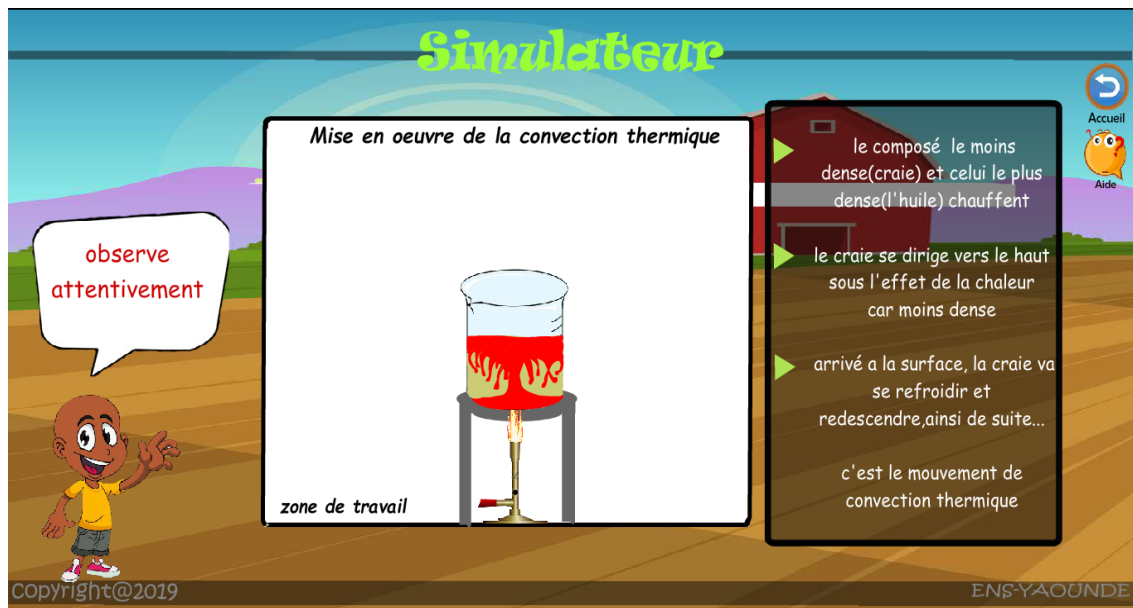 Simulateur
Mise en oeuvre de la convection thermique
Accueil
Aide
le composé le moins
dense(craie) et celui le plus
dense(l'huile) chauffent
observe
attentivement
le craie se dirige vers le haut
sous l'effet de la chaleur
car moins dense
arrivé a la surface, la craie va
se refroidir et
redescendre,ainsi de suite...
c'est le mouvement de
convection thermique
zone de travail
Copyright@2019
ENS-YAOUNDE